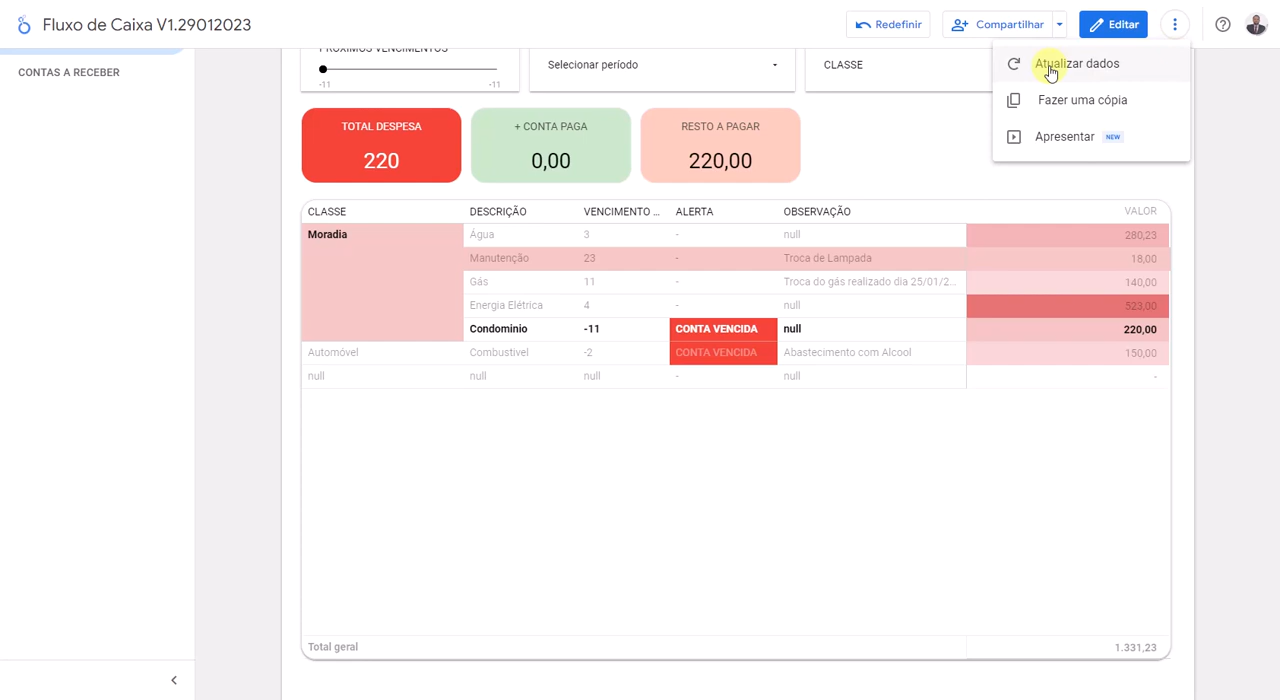 Fluxo de Caixa V1.29012023
Redefinir
Compartilhar
Editar
CONTAS A RECEBER
PRÓXIMOS VENCIMENTOS
-11
-11
Selecionar período
CLASSE
Atualizar dados
Fazer uma cópia
Apresentar NEW
TOTAL DESPESA
220
+ CONTA PAGA
0,00
RESTO A PAGAR
220,00
CLASSE DESCRIÇÃO VENCIMENTO ... ALERTA OBSERVAÇÃO VALOR
Moradia Água 3 - null 280,23
Manutenção 23 - Troca de Lampada 18,00
Gás 11 - Troca do gás realizado dia 25/01/2... 140,00
Energia Elétrica 4 - null 523,00
Condomínio -11 CONTA VENCIDA null 220,00
Automóvel Combustivel -2 CONTA VENCIDA Abastecimento com Alcool 150,00
null null null - null -
Total geral 1.331,23